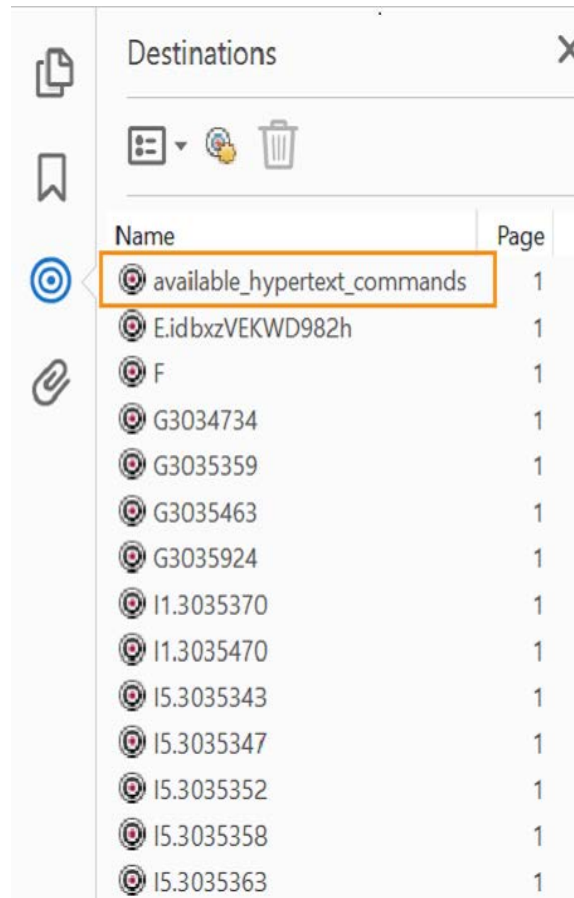 Destinations
Name Page
available_hypertext_commands 1
E.idbxzVEKWD982h 1
F 1
G3034734 1
G3035359 1
G3035463 1
G3035924 1
I1.3035370 1
I1.3035470 1
I5.3035343 1
I5.3035347 1
I5.3035352 1
I5.3035358 1
I5.3035363 1